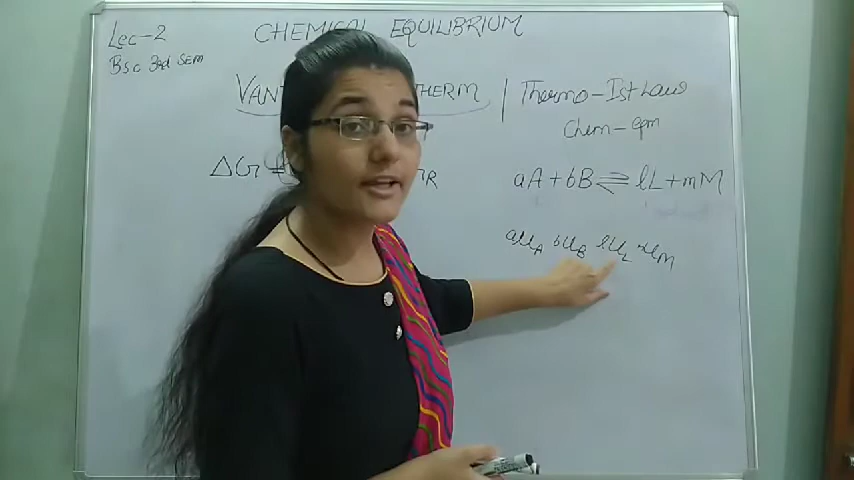 Lec-2
Bsc 3rd Sem
CHEMICAL EQUILIBRIUM
VANT THERM
Thermo-Ist Law
Chem-eqm
ΔG =
aA + bB ⇌ lL + mM
aμA bμB lμL mμM